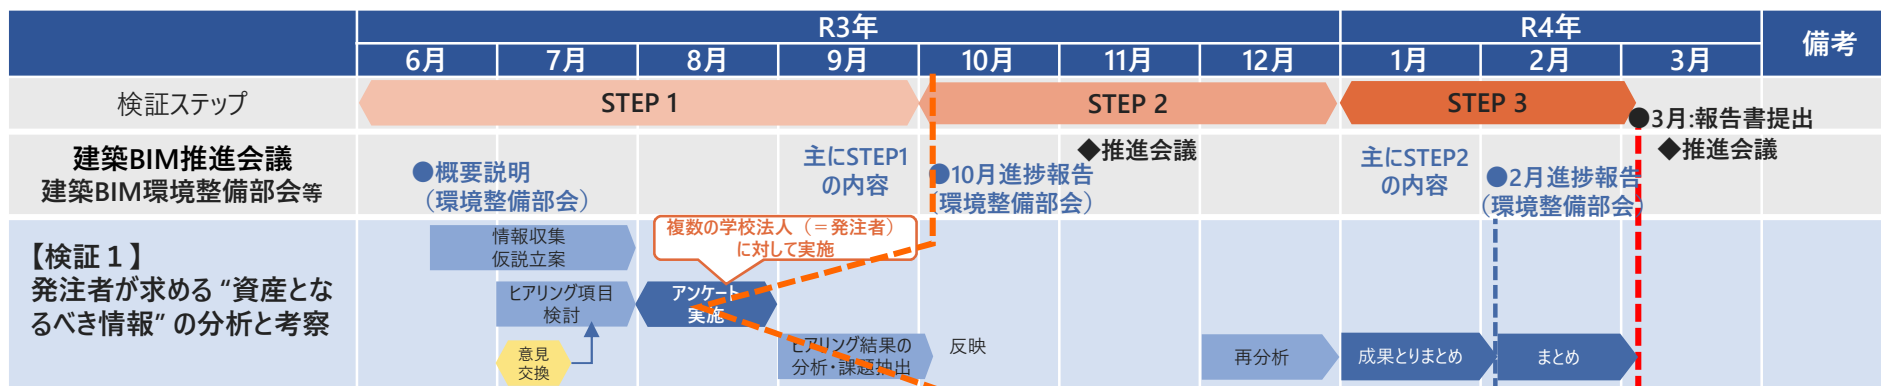 R3年
R4年
備考
6月
7月
8月
9月
10月
11月
12月
1月
2月
3月
検証ステップ
STEP 1
STEP 2
STEP 3
●3月:報告書提出
建築BIM推進会議
建築BIM環境整備部会等
●概要説明
（環境整備部会）
主にSTEP1
の内容
●10月進捗報告
（環境整備部会）
◆推進会議
主にSTEP2
の内容
●2月進捗報告
（環境整備部会）
◆推進会議
【検証１】
発注者が求める “資産とな
るべき情報” の分析と考察
情報収集
仮説立案
複数の学校法人（＝発注者）
に対して実施
ヒアリング項目
検討
アンケート
実施
意見
交換
ヒアリング結果の
分析・課題抽出
反映
再分析
成果とりまとめ
まとめ